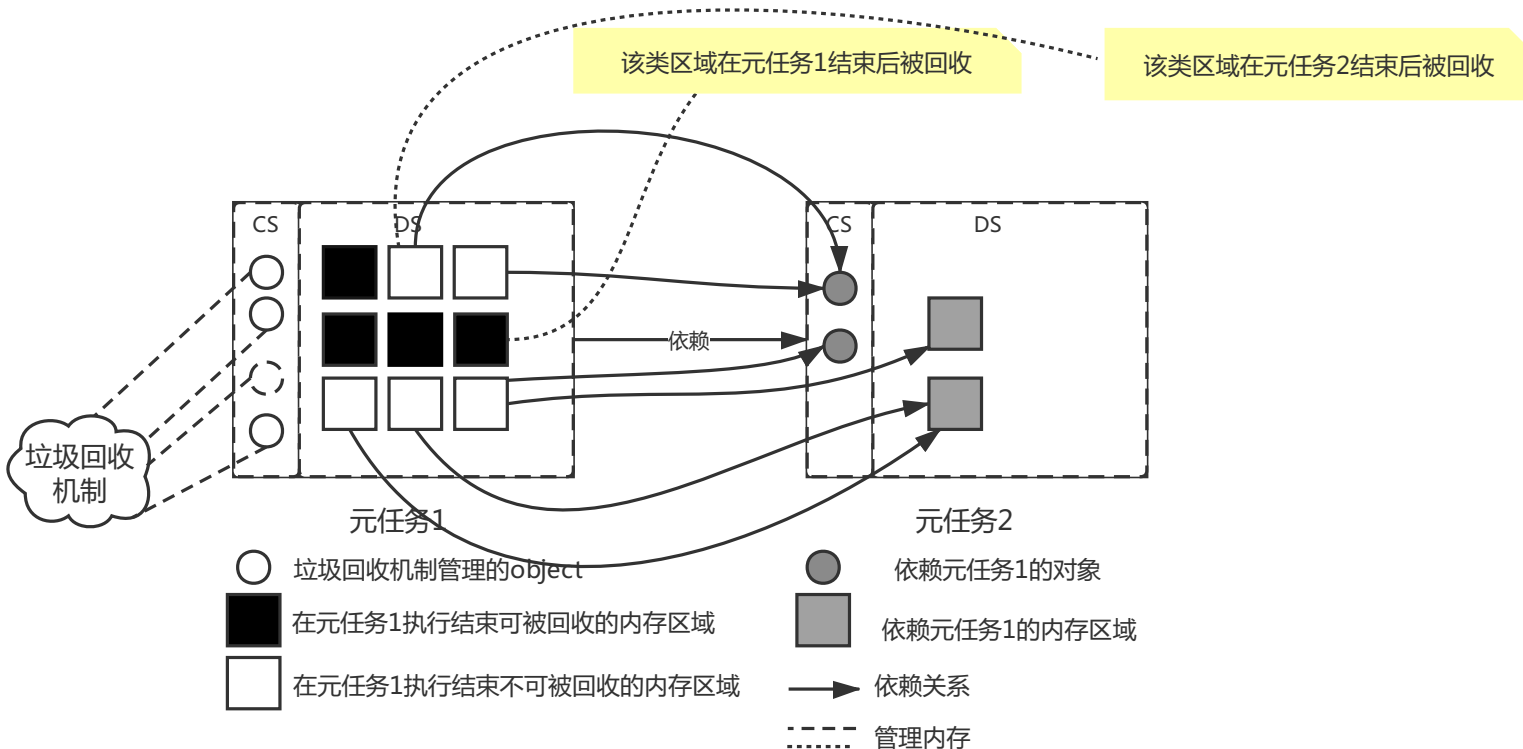 该类区域在元任务1结束后被回收
该类区域在元任务2结束后被回收
CS
DS
CS
DS
依赖
垃圾回收
机制
元任务1
元任务2
垃圾回收机制管理的object
依赖元任务1的对象
在元任务1执行结束可被回收的内存区域
依赖元任务1的内存区域
在元任务1执行结束不可被回收的内存区域
依赖关系
管理内存